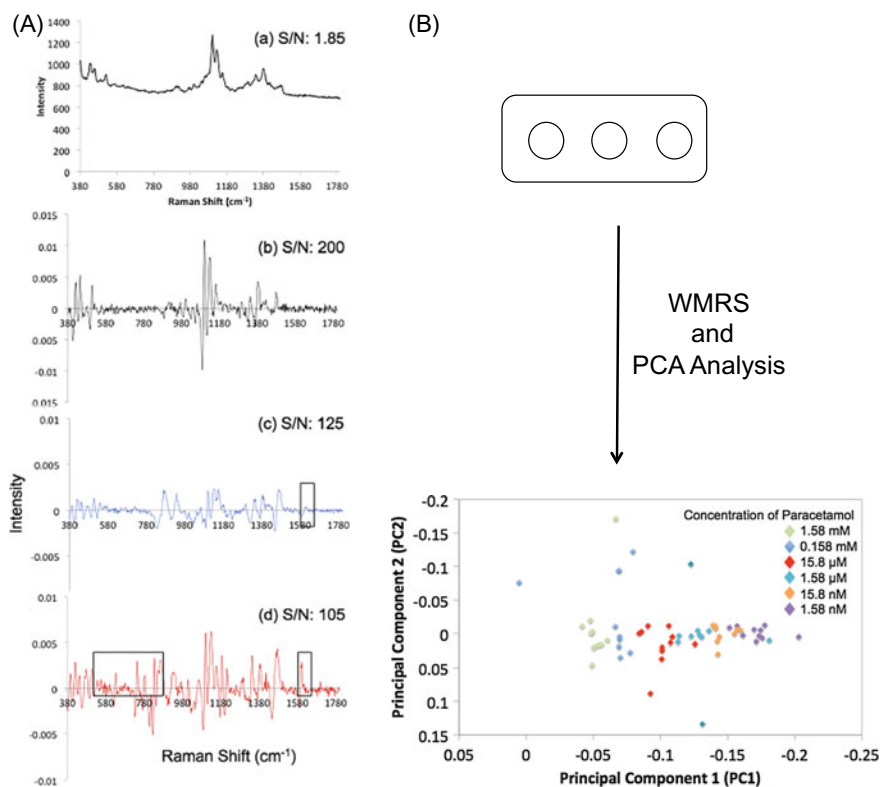 (A)
(a) S/N: 1.85
1400
1200
1000
800
600
400
200
0
Intensity
380 580 780 980 1180 1380 1580 1780
Raman Shift (cm-1)
(b) S/N: 200
0.015
0.01
0.005
0
-0.005
-0.01
0.015
380 580 780 980 1180 1380 1580 1780
(c) S/N: 125
0.01
0.005
0
-0.005
380 580 780 980 1180 1380 1580 1780
Intensity
(d) S/N: 105
0.01
0.005
0
-0.005
-0.01
380 580 780 980 1180 1380 1580 1780
Raman Shift (cm-1)
(B)
WMRS
and
PCA Analysis
-0.2
-0.15
-0.1
-0.05
0
0.05
0.1
0.15
Principal Component 2 (PC2)
Concentration of Paracetamol
1.58 mM
0.158 mM
15.8 µM
1.58 µM
15.8 nM
1.58 nM
0.05 0 -0.05 -0.1 -0.15 -0.2 -0.25
Principal Component 1 (PC1)